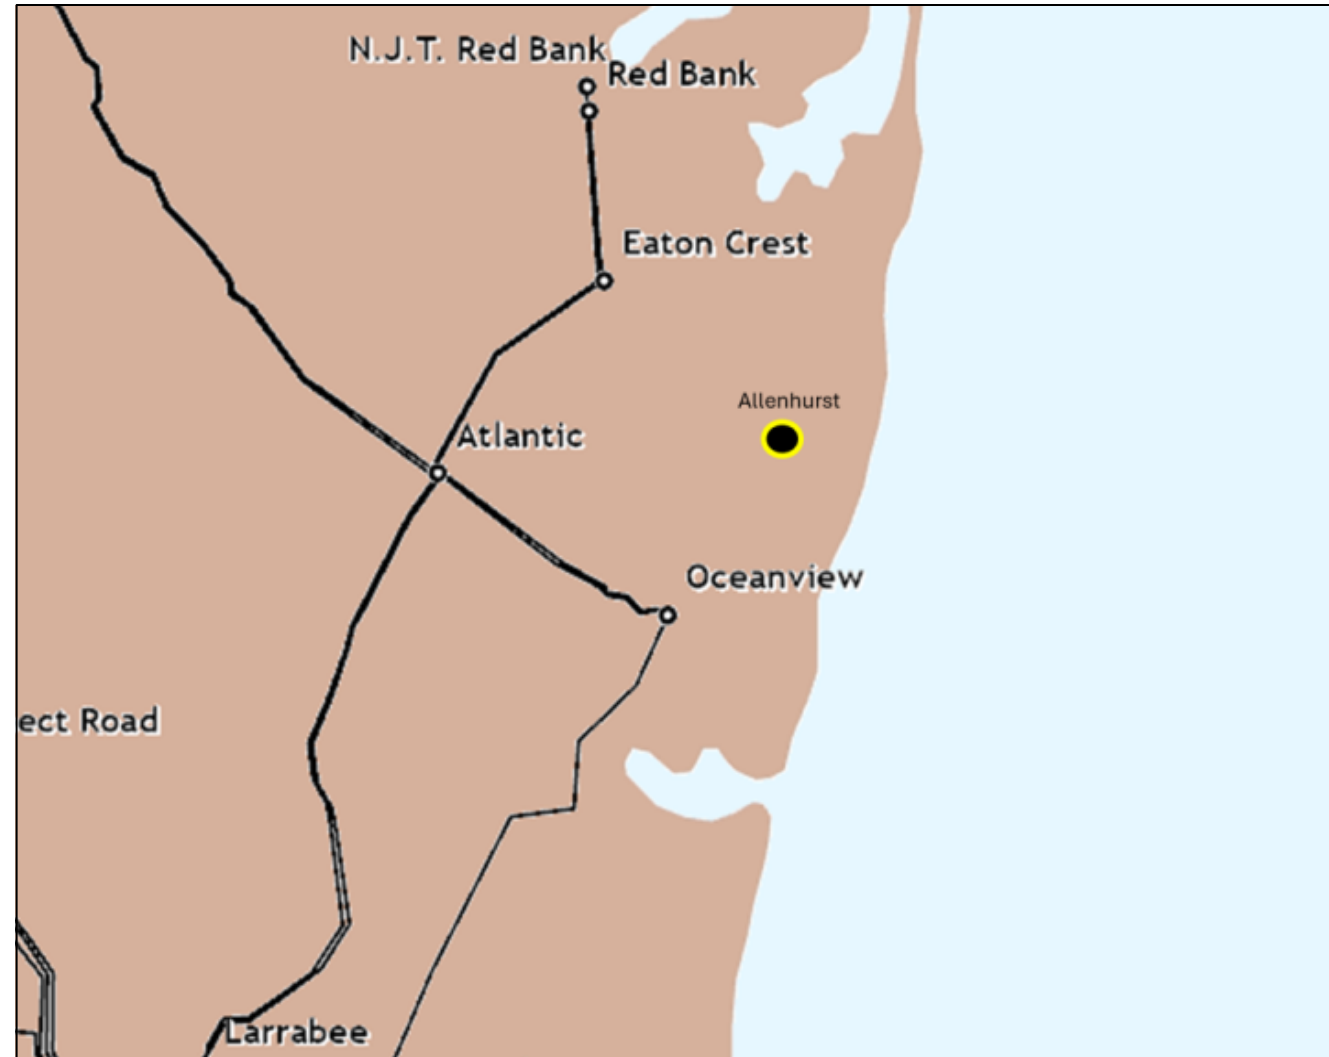 N.J.T. Red Bank
Red Bank
Eaton Crest
Allenhurst
Atlantic
Oceanview
ect Road
Larrabee